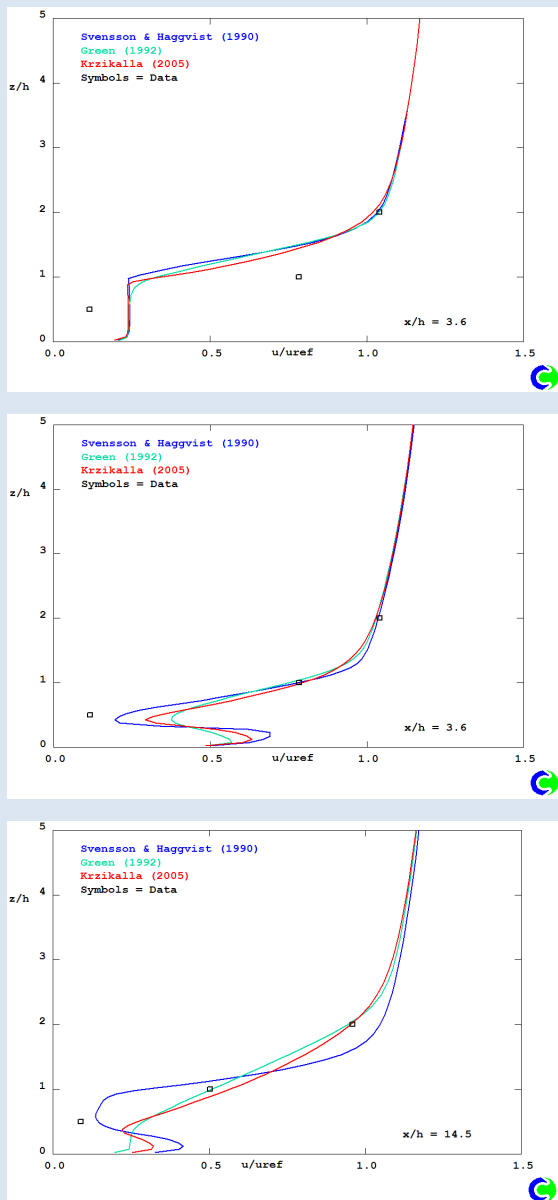 5
Svensson & Haggvist (1990)
Green (1992)
Krzikalla (2005)
4
z/h
Symbols = Data
3
2
1
x/h = 3.6
0
0.0 0.5 u/uref 1.0 1.5
5
Svensson & Haggvist (1990)
Green (1992)
Krzikalla (2005)
4
z/h
Symbols = Data
3
2
1
x/h = 3.6
0
0.0 0.5 u/uref 1.0 1.5
5
Svensson & Haggvist (1990)
Green (1992)
Krzikalla (2005)
4
z/h
Symbols = Data
3
2
1
x/h = 14.5
0
0.0 0.5 u/uref 1.0 1.5